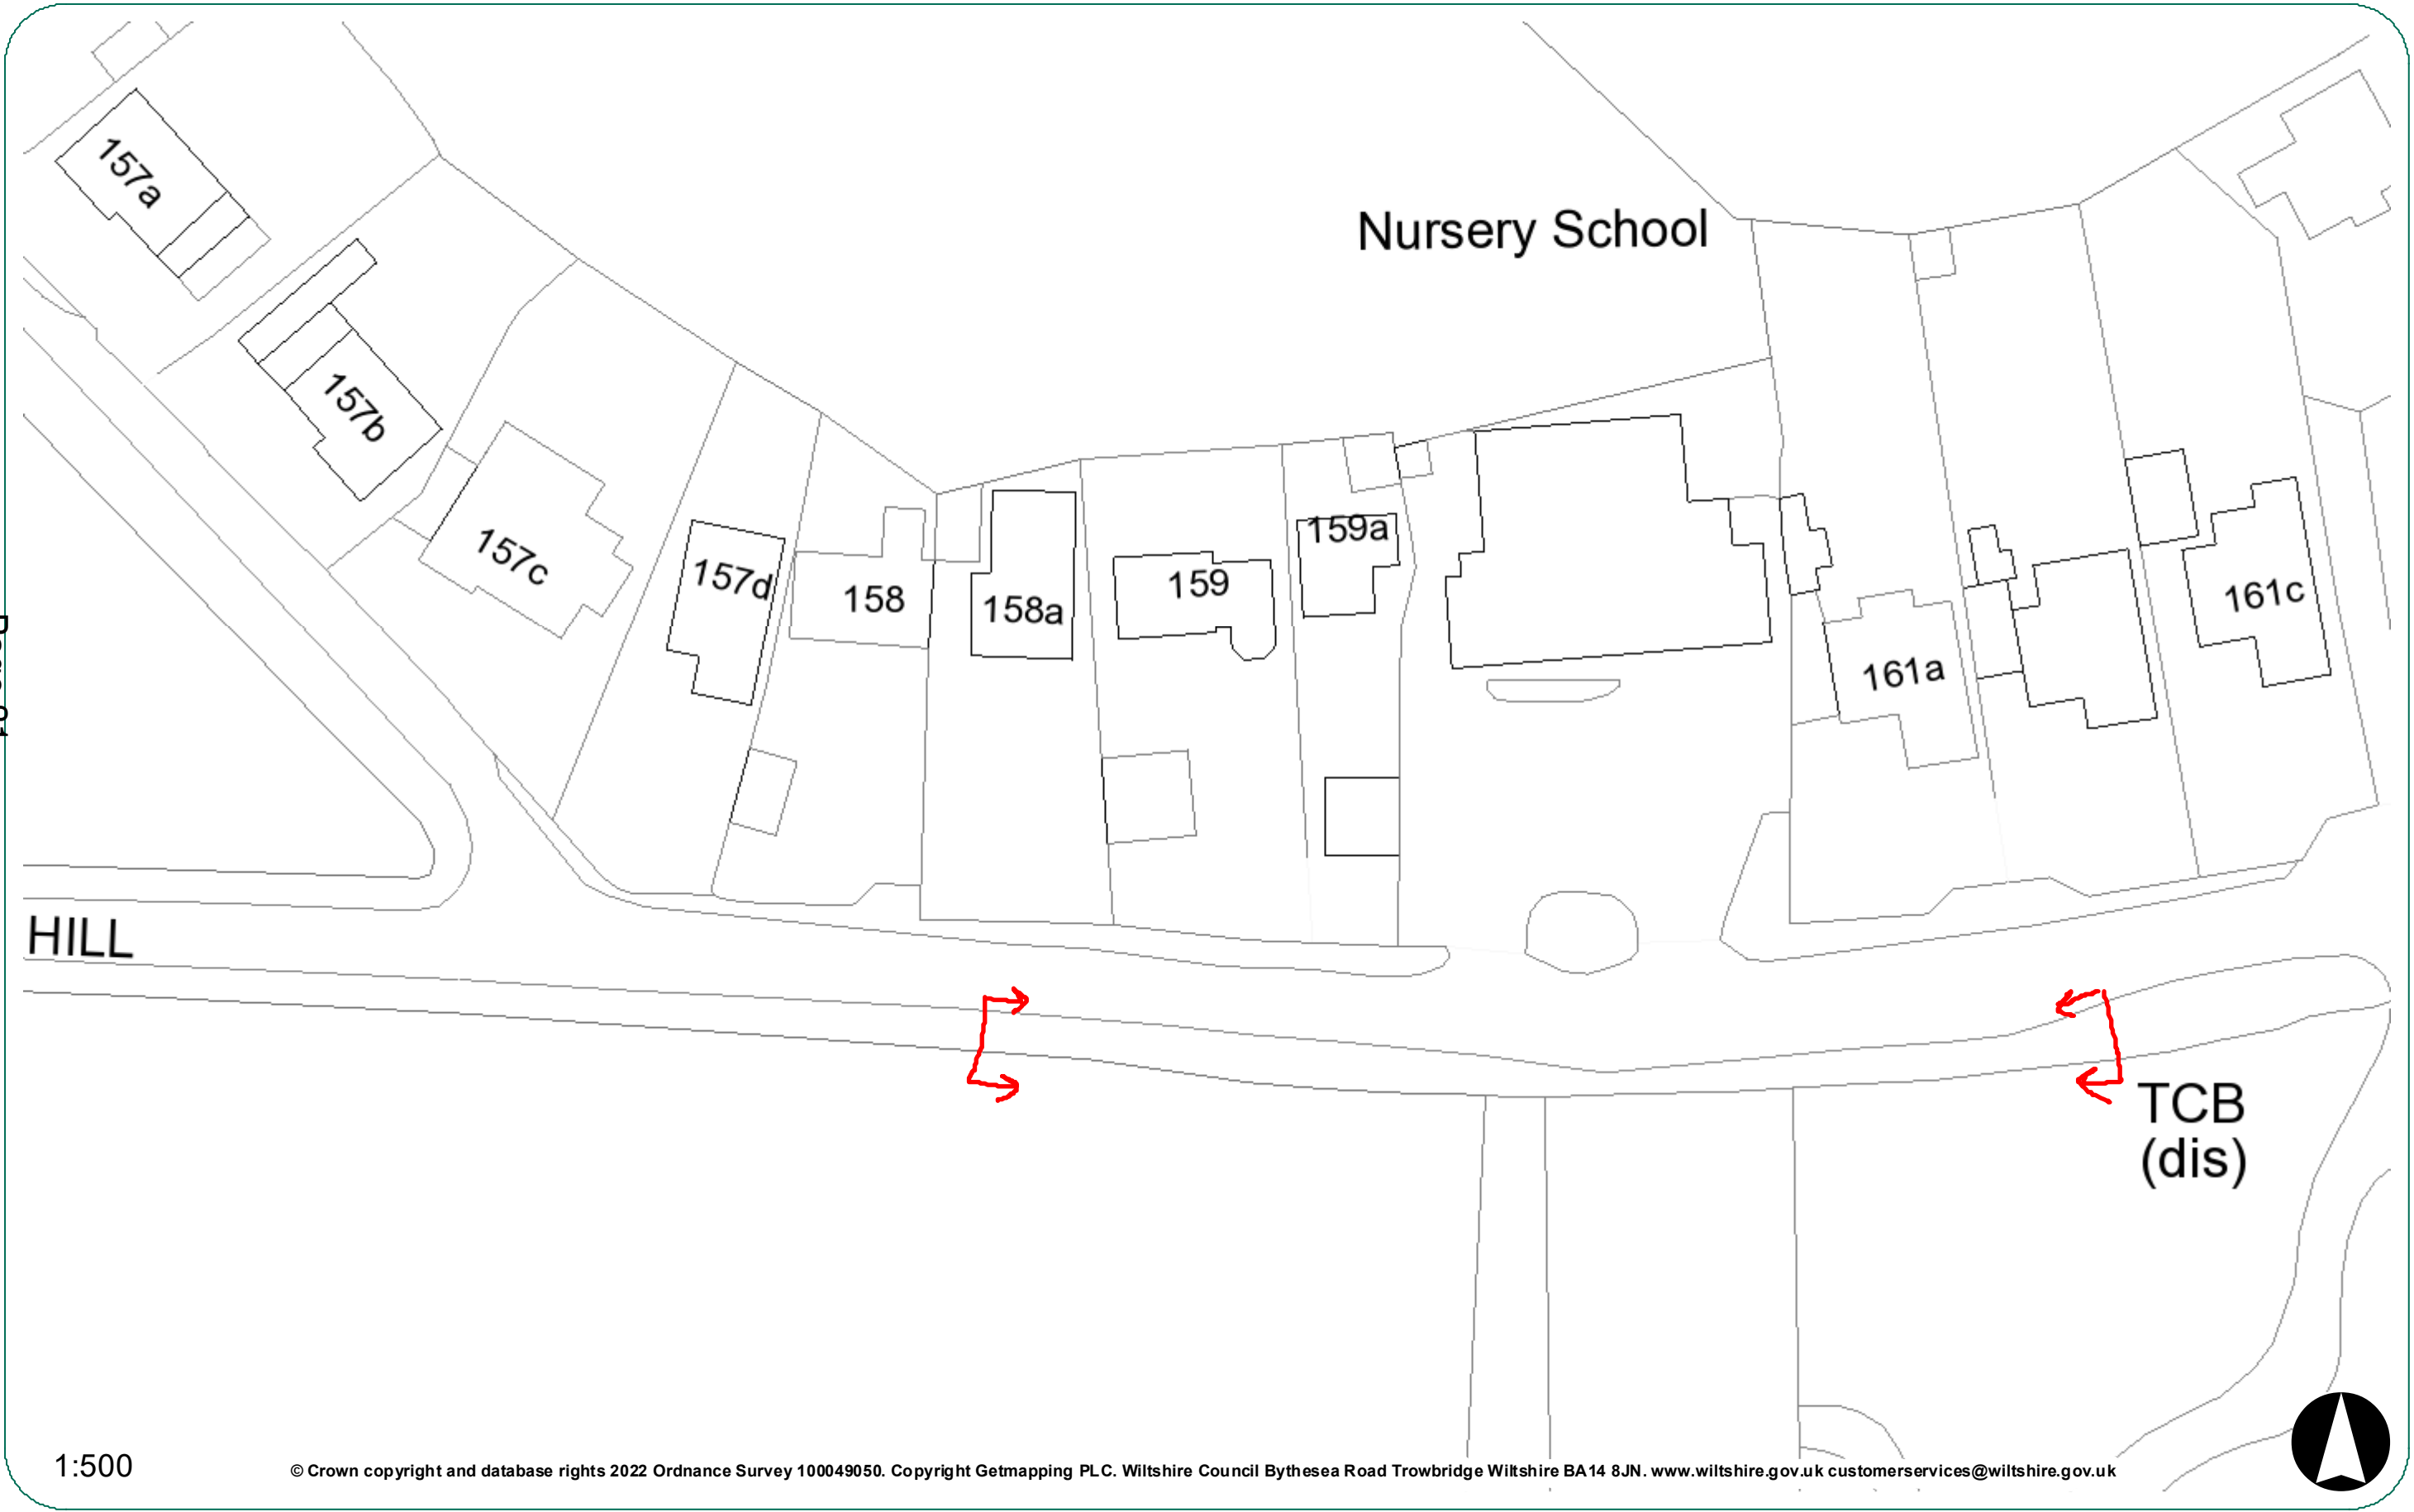 157a
Nursery School
157b
159a
157c
157d
158
158a
159
161a
161c
HILL
TCB
(dis)
1:500
© Crown copyright and database rights 2022 Ordnance Survey 100049050. Copyright Getmapping PLC. Wiltshire Council Bythesea Road Trowbridge Wiltshire BA14 8JN. www.wiltshire.gov.uk customerservices@wiltshire.gov.uk